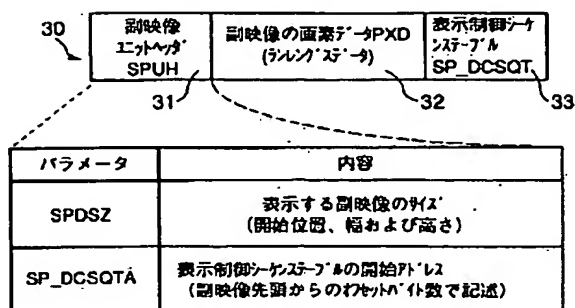 30
副映像
ユニットヘッダ
SPUH
副映像の画素データPXD
(ランレングスデータ)
表示制御シーケ
ンステーブル
SP_DCSQT
31
32
33
パラメータ
内容
SPDSZ
表示する副映像のサイズ
(開始位置、幅および高さ)
SP_DCSQTA
表示制御シーケンステーブルの開始アドレス
(副映像先頭からのオフセットバイト数で記述)